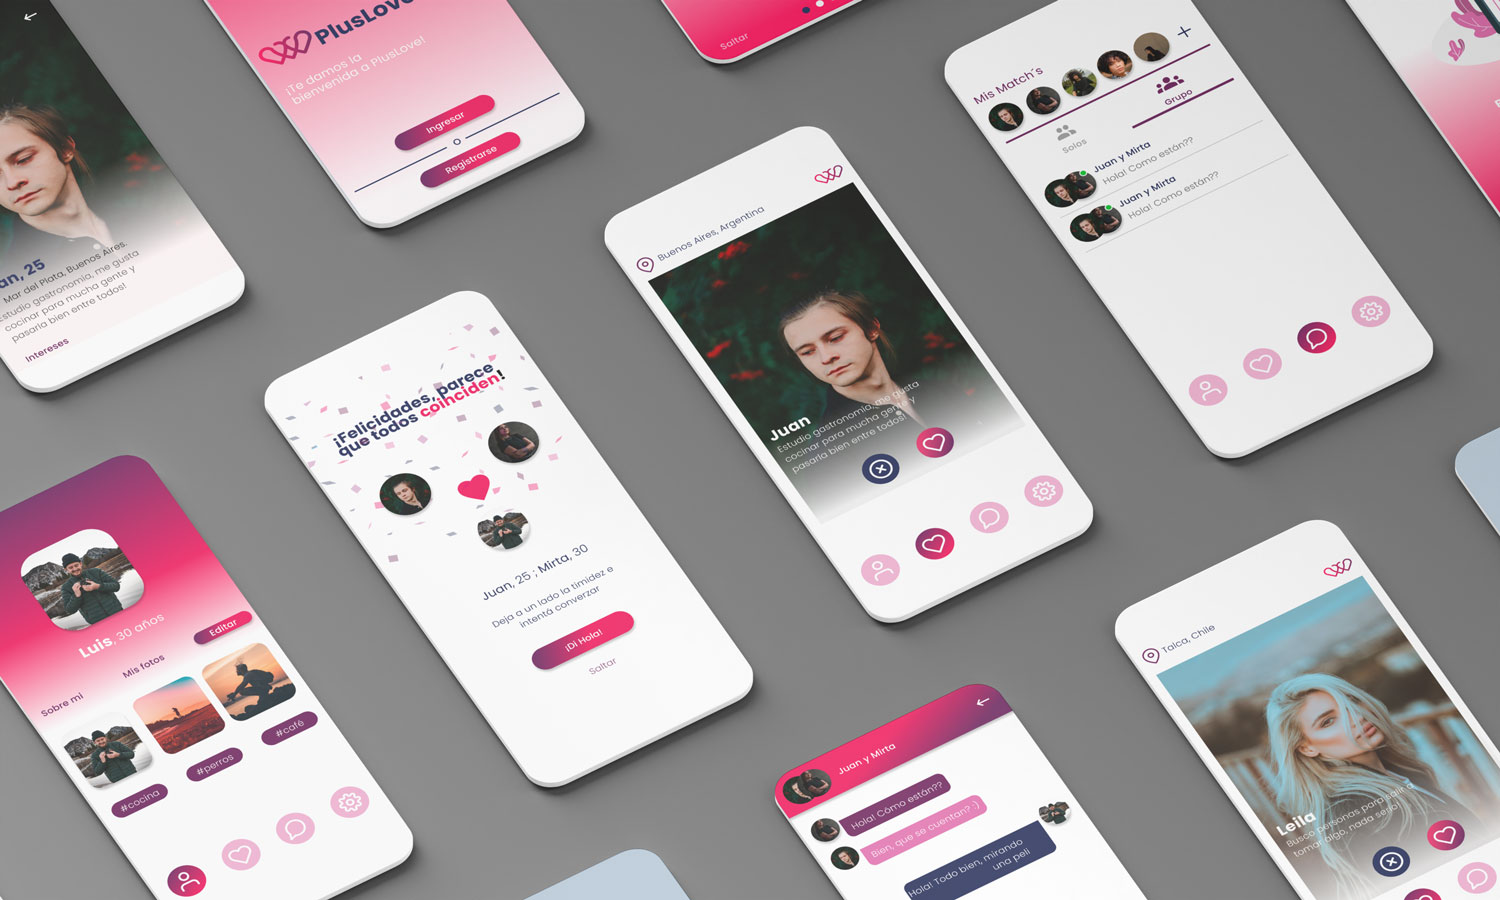 an, 25
Mar del Plata, Buenos Aires.
Estudio gastronomia, me gusta
cocinar para mucha gente y
pasarla bien entre todos!
Intereses
PlusLove
¡Te damos la
bienvenida a PlusLove!
Ingresar
O
Registrarse
Saltar
Mis Match´s
Solos
Grupo
Juan y Mirta
Hola! Como están??
Juan y Mirta
Hola! Como están??
Buenos Aires, Argentina
Juan
Estudio gastronomia, me gusta
cocinar para mucha gente y
pasarla bien entre todos!
¡Felicidades, parece
que todos coinciden!
Juan, 25 ; Mirta, 30
Deja a un lado la timidez e
intentá converzar
¡Di Hola!
Saltar
Luis, 30 años
Editar
Sobre mi
Mis fotos
#cocina
#perros
#café
Juan y Mirta
Hola! Cómo están??
Bien, que se cuentan? :)
Hola! Todo bien, mirando
una peli
Talca, Chile
Leila
Busco personas para salir a
tomar algo, nada serio!